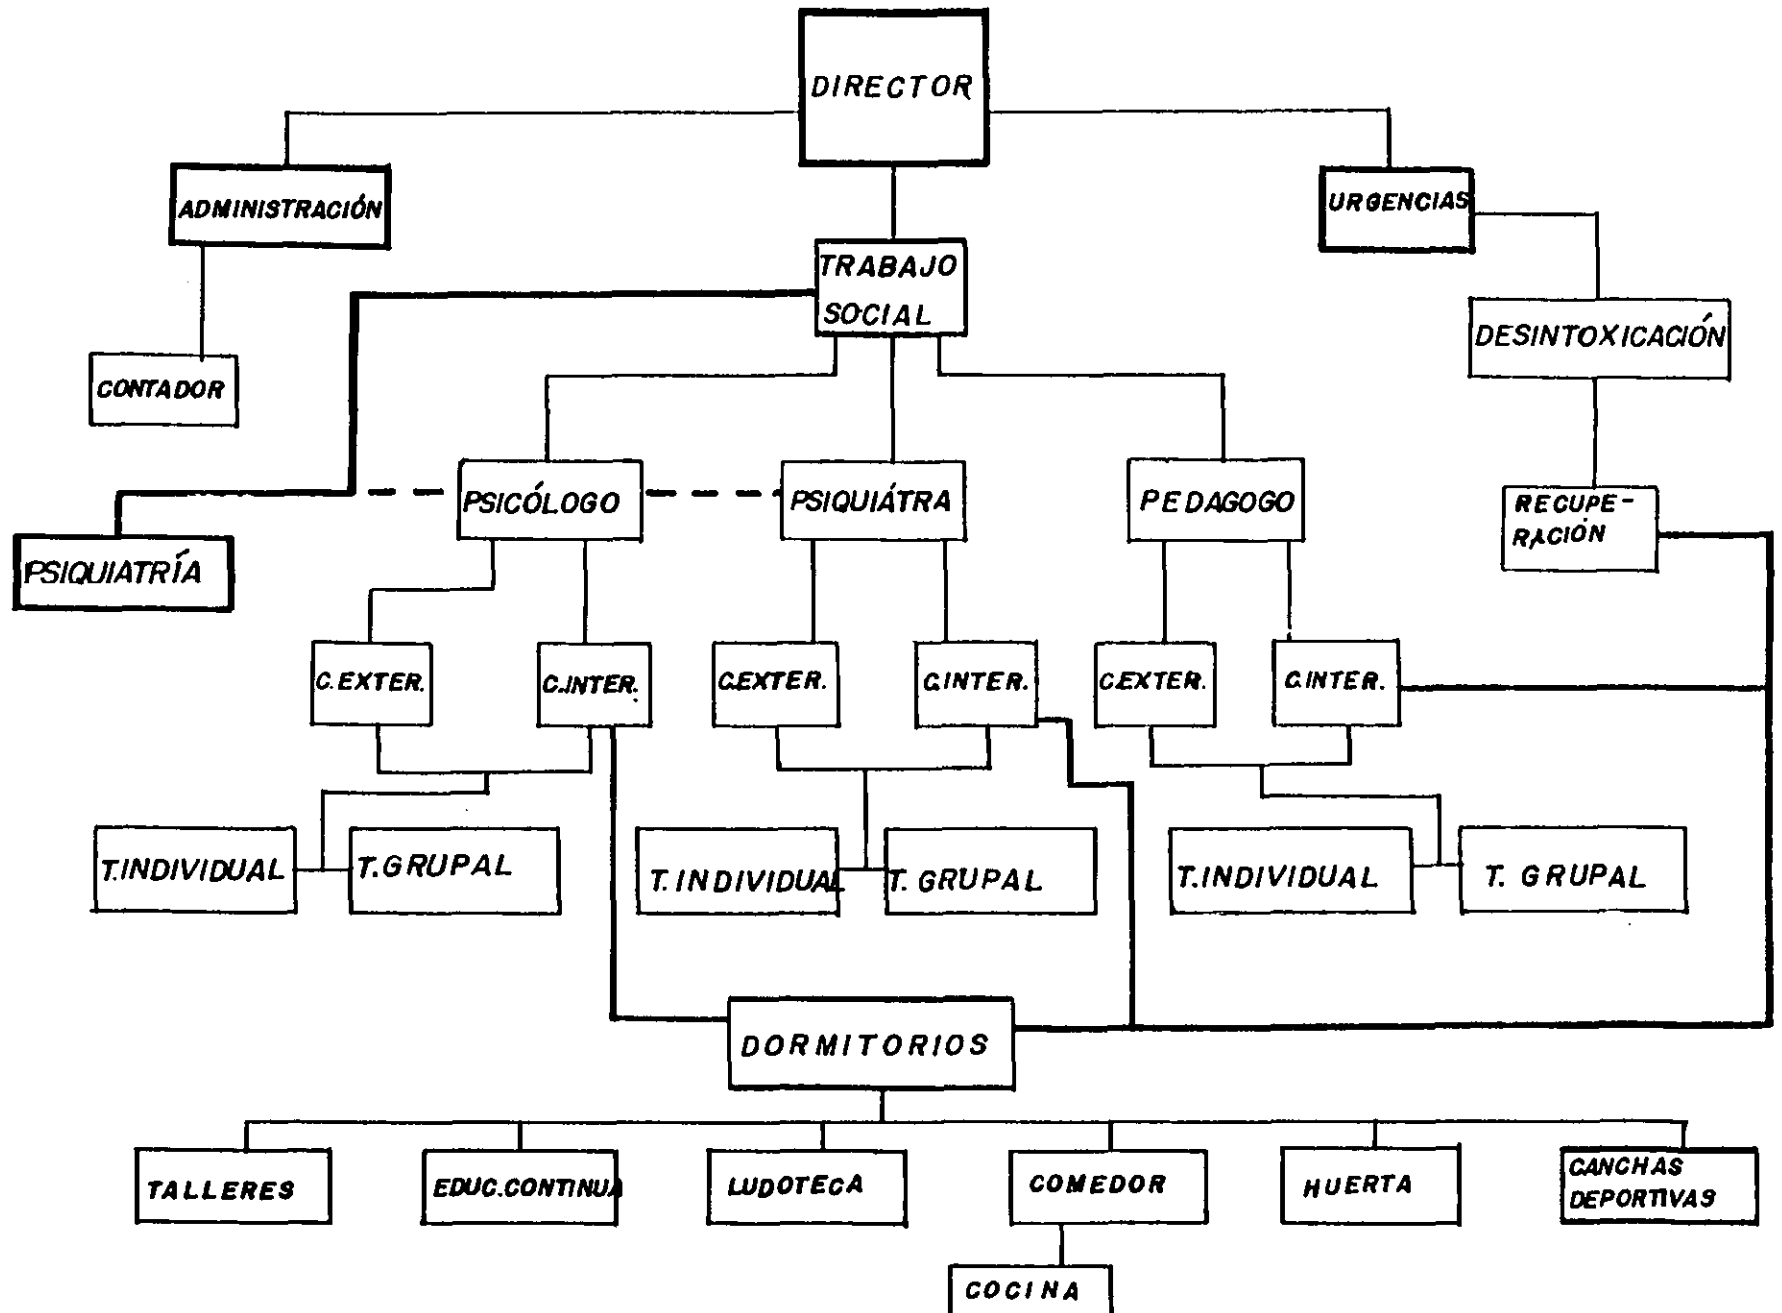 DIRECTOR
ADMINISTRACIÓN
URGENCIAS
TRABAJO
SOCIAL
DESINTOXICACIÓN
CONTADOR
PSICÓLOGO
PSIQUIÁTRA
PEDAGOGO
RECUPE-
RACIÓN
PSIQUIATRÍA
C.EXTER.
C.INTER.
C.EXTER.
C.INTER.
C.EXTER.
C.INTER.
T.INDIVIDUAL
T.GRUPAL
T.INDIVIDUAL
T. GRUPAL
T.INDIVIDUAL
T. GRUPAL
DORMITORIOS
TALLERES
EDUC.CONTINUA
LUDOTECA
COMEDOR
HUERTA
CANCHAS
DEPORTIVAS
COCINA